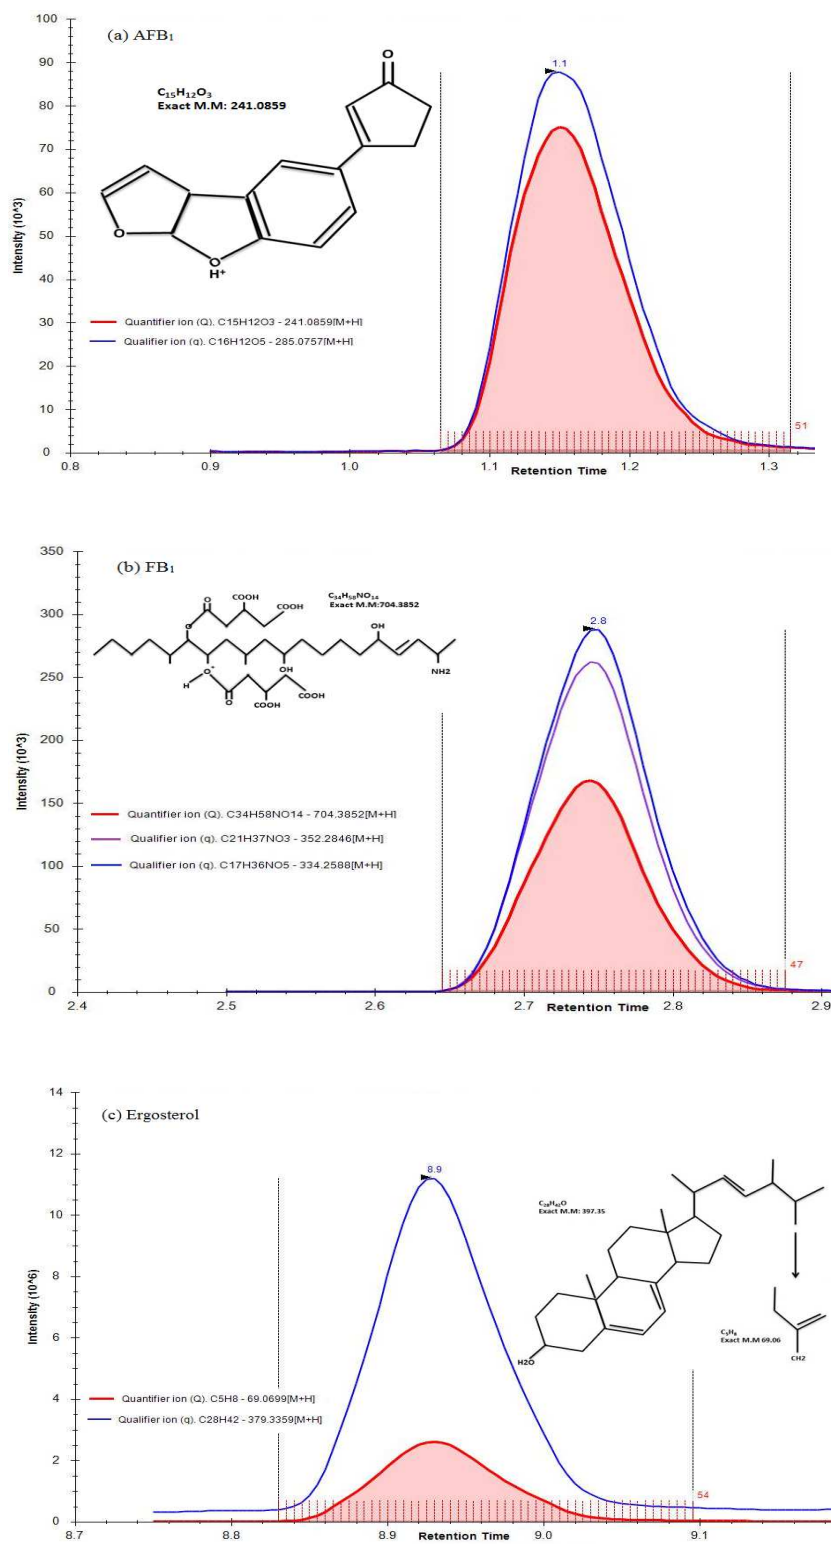 (a) AFB₁
C₁₅H₁₂O₃
Exact M.M: 241.0859
O
O
O
H⁺
Intensity (10^3)
100
90
80
70
60
50
40
30
20
10
0
1.1
Quantifier ion (Q). C15H12O3 - 241.0859[M+H]
Qualifier ion (q). C16H12O5 - 285.0757[M+H]
51
0.8 0.9 1.0 1.1 1.2 1.3
Retention Time
(b) FB₁
C₃₄H₅₈NO₁₄
Exact M.M:704.3852
O
COOH
COOH
O
OH
OH
NH2
H
O⁺
O
COOH
COOH
Intensity (10^3)
350
300
250
200
150
100
50
0
2.8
Quantifier ion (Q). C34H58NO14 - 704.3852[M+H]
Qualifier ion (q). C21H37NO3 - 352.2846[M+H]
Qualifier ion (q). C17H36NO5 - 334.2588[M+H]
47
2.4 2.5 2.6 2.7 2.8 2.9
Retention Time
(c) Ergosterol
C₂₈H₄₂O
Exact M.M: 397.35
H2O
C₅H₈
Exact M.M 69.06
CH2
Intensity (10^6)
14
12
10
8
6
4
2
0
8.9
Quantifier ion (Q). C5H8 - 69.0699[M+H]
Qualifier ion (q). C28H42 - 379.3359[M+H]
54
8.7 8.8 8.9 9.0 9.1
Retention Time